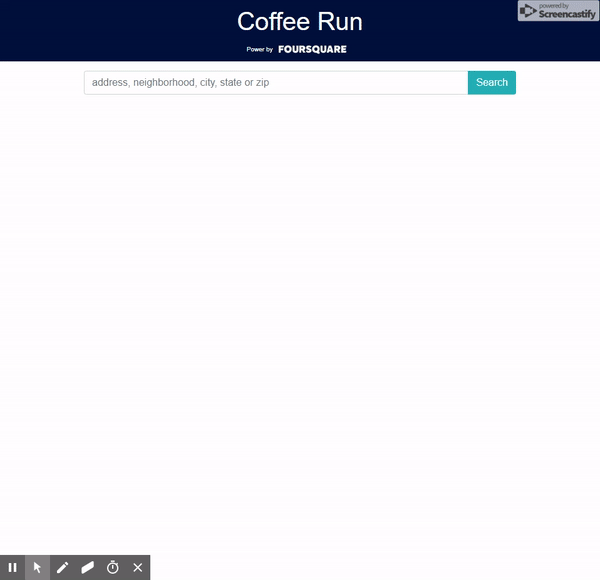 Coffee Run
powered by
Screencastify
Power by FOURSQUARE
address, neighborhood, city, state or zip
Search